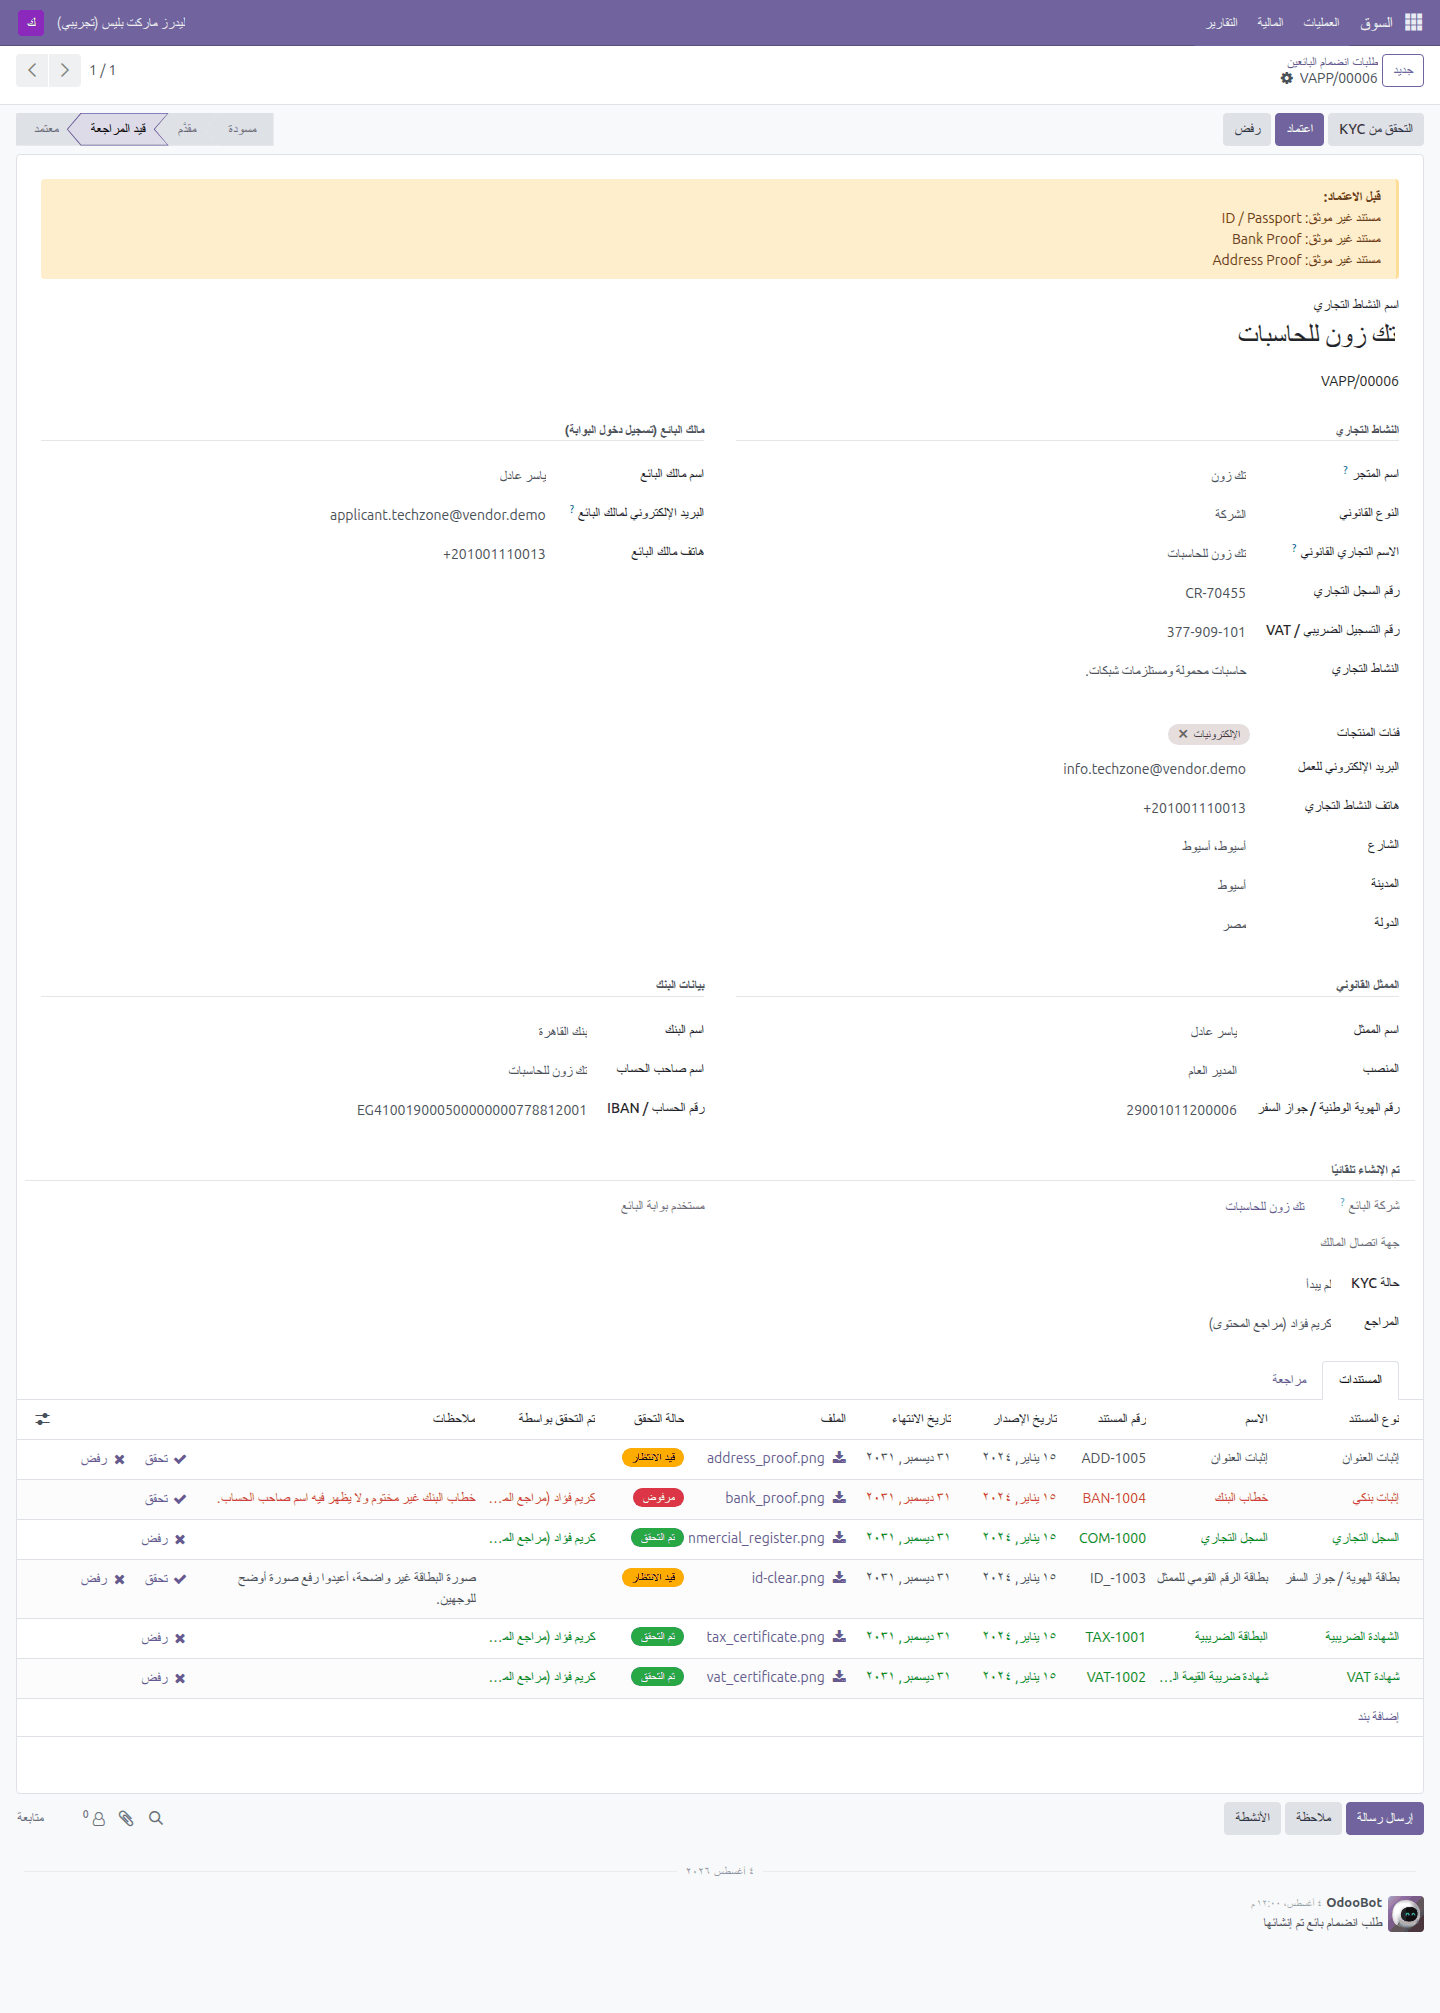 السوق العمليات المالية التقارير ليدرز ماركت بليس (تجريبي) ك
جديد طلبات انضمام البائعين 1 / 1
VAPP/00006
التحقق من KYC اعتماد رفض مسودة مقدَّم قيد المراجعة معتمد
قبل الاعتماد:
مستند غير موثق: ID / Passport
مستند غير موثق: Bank Proof
مستند غير موثق: Address Proof
اسم النشاط التجاري
تك زون للحاسبات
VAPP/00006
النشاط التجاري مالك البائع (تسجيل دخول البوابة)
اسم المتجر ? تك زون اسم مالك البائع ياسر عادل
النوع القانوني الشركة البريد الإلكتروني لمالك البائع ? applicant.techzone@vendor.demo
الاسم التجاري القانوني ? تك زون للحاسبات هاتف مالك البائع +201001110013
رقم السجل التجاري CR-70455
رقم التسجيل الضريبي / VAT 377-909-101
النشاط التجاري حاسبات محمولة ومستلزمات شبكات.
فئات المنتجات الإلكترونيات
البريد الإلكتروني للعمل info.techzone@vendor.demo
هاتف النشاط التجاري +201001110013
الشارع أسيوط، أسيوط
المدينة أسيوط
الدولة مصر
الممثل القانوني بيانات البنك
اسم الممثل ياسر عادل اسم البنك بنك القاهرة
المنصب المدير العام اسم صاحب الحساب تك زون للحاسبات
رقم الهوية الوطنية / جواز السفر 29001011200006 رقم الحساب / IBAN EG410019000500000000778812001
تم الإنشاء تلقائيًا
شركة البائع ? تك زون للحاسبات مستخدم بوابة البائع
جهة اتصال المالك
حالة KYC لم يبدأ
المراجع كريم فؤاد (مراجع المحتوى)
المستندات مراجعة
نوع المستند الاسم رقم المستند تاريخ الإصدار تاريخ الانتهاء الملف حالة التحقق تم التحقق بواسطة ملاحظات
إثبات العنوان إثبات العنوان ADD-1005 ١٥ يناير, ٢٠٢٤ ٣١ ديسمبر, ٢٠٣١ address_proof.png قيد الانتظار تحقق رفض
إثبات بنكي خطاب البنك BAN-1004 ١٥ يناير, ٢٠٢٤ ٣١ ديسمبر, ٢٠٣١ bank_proof.png مرفوض كريم فؤاد (مراجع المـ... خطاب البنك غير مختوم ولا يظهر فيه اسم صاحب الحساب. تحقق
السجل التجاري السجل التجاري COM-1000 ١٥ يناير, ٢٠٢٤ ٣١ ديسمبر, ٢٠٣١ nmercial_register.png تم التحقق كريم فؤاد (مراجع المـ... رفض
بطاقة الهوية / جواز السفر بطاقة الرقم القومي للممثل ID_-1003 ١٥ يناير, ٢٠٢٤ ٣١ ديسمبر, ٢٠٣١ id-clear.png قيد الانتظار صورة البطاقة غير واضحة، أعيدوا رفع صورة أوضح تحقق رفض
للوجهين.
الشهادة الضريبية البطاقة الضريبية TAX-1001 ١٥ يناير, ٢٠٢٤ ٣١ ديسمبر, ٢٠٣١ tax_certificate.png تم التحقق كريم فؤاد (مراجع المـ... رفض
شهادة VAT شهادة ضريبة القيمة الـ... VAT-1002 ١٥ يناير, ٢٠٢٤ ٣١ ديسمبر, ٢٠٣١ vat_certificate.png تم التحقق كريم فؤاد (مراجع المـ... رفض
إضافة بند
إرسال رسالة ملاحظة الأنشطة 0 متابعة
٤ أغسطس ٢٠٢٦
OdooBot ٤ أغسطس، ١٢:٠٠ م
طلب انضمام بائع تم إنشائها